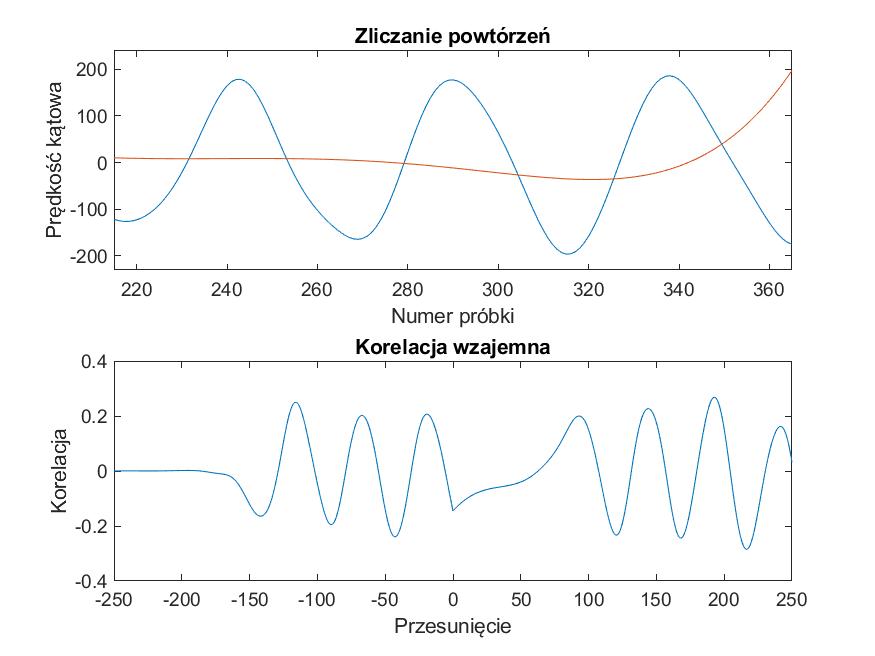 Zliczanie powtórzeń
Prędkość kątowa
200
100
0
-100
-200
220 240 260 280 300 320 340 360
Numer próbki
Korelacja wzajemna
Korelacja
0.4
0.2
0
-0.2
-0.4
-250 -200 -150 -100 -50 0 50 100 150 200 250
Przesunięcie